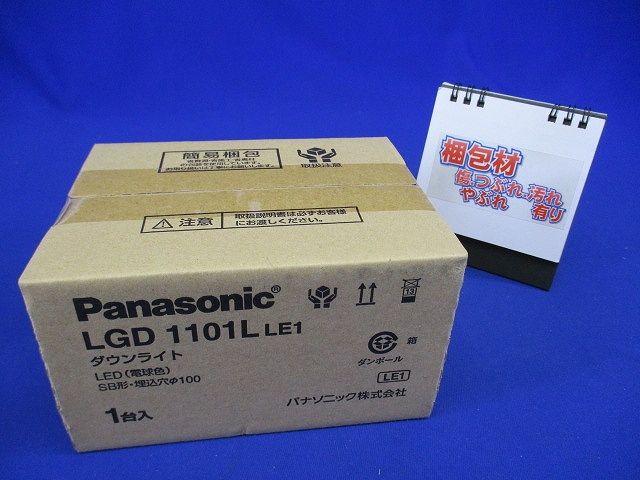 簡易梱包
取扱注意
注意
取扱説明書は必ずお客様
にお渡しください。
Panasonic®
LGD 1101L LE1
ダウンライト
LED(電球色)
SB形・埋込穴φ100
1台入
13
箱
ダンボール
LE1
パナソニック株式会社
梱包材
傷・つぶれ・汚れ
やぶれ 有り